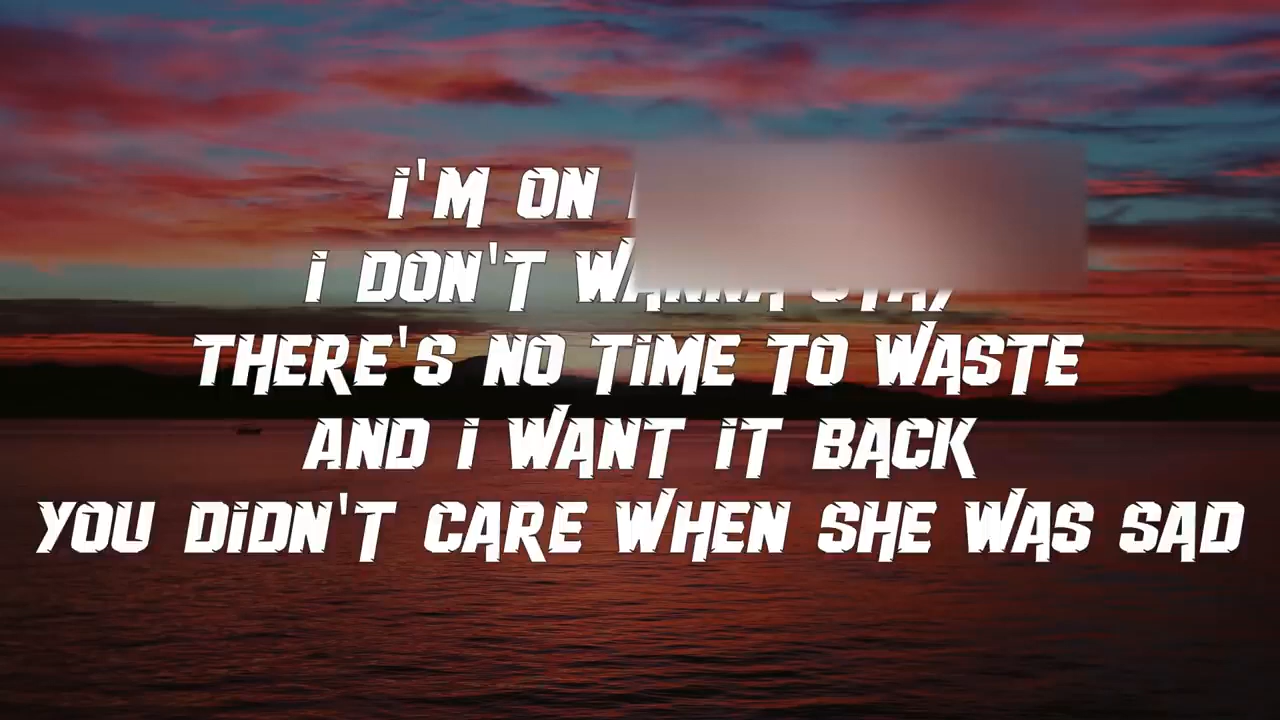 I'M ON
I DON'T WANNA STAY
THERE'S NO TIME TO WASTE
AND I WANT IT BACK
YOU DIDN'T CARE WHEN SHE WAS SAD